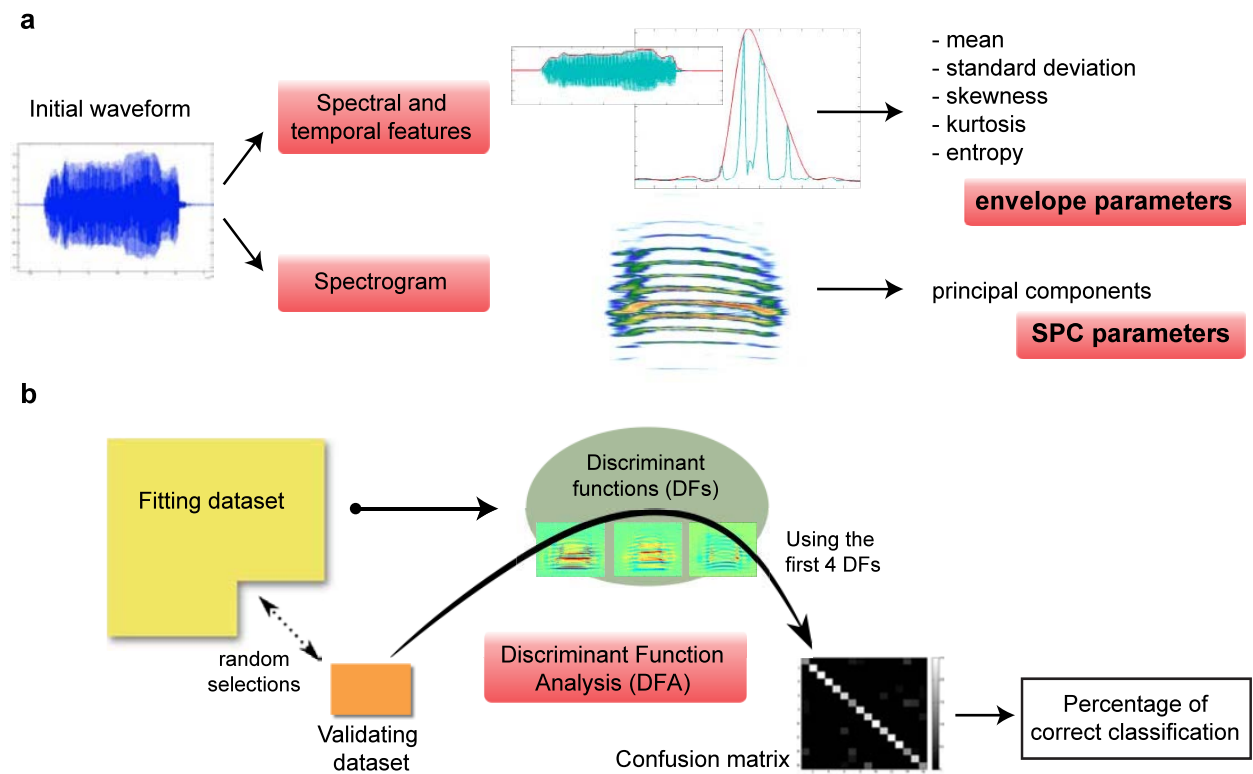 a
Initial waveform
Spectral and
temporal features
Spectrogram
- mean
- standard deviation
- skewness
- kurtosis
- entropy
envelope parameters
principal components
SPC parameters
b
Fitting dataset
random
selections
Validating
dataset
Discriminant
functions (DFs)
Using the
first 4 DFs
Discriminant Function
Analysis (DFA)
Confusion matrix
Percentage of
correct classification